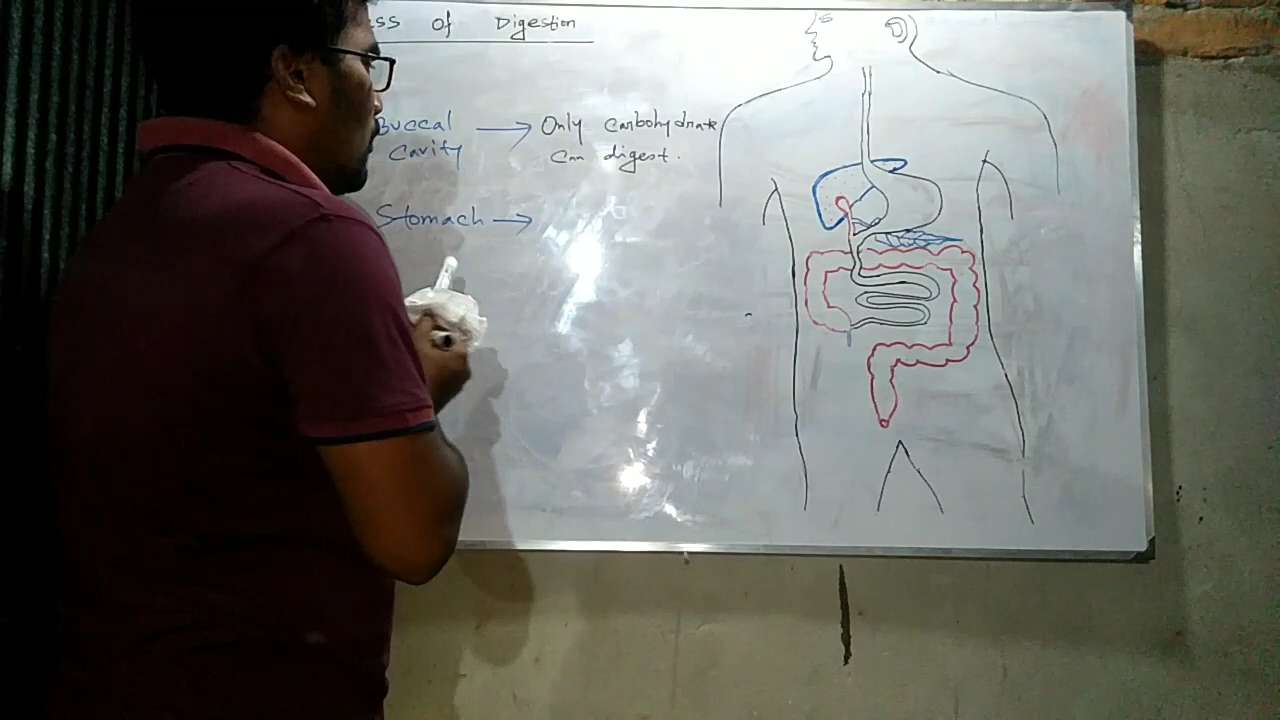 ss of Digestion
Buccal → Only carbohydrate
Cavity can digest.
Stomach →